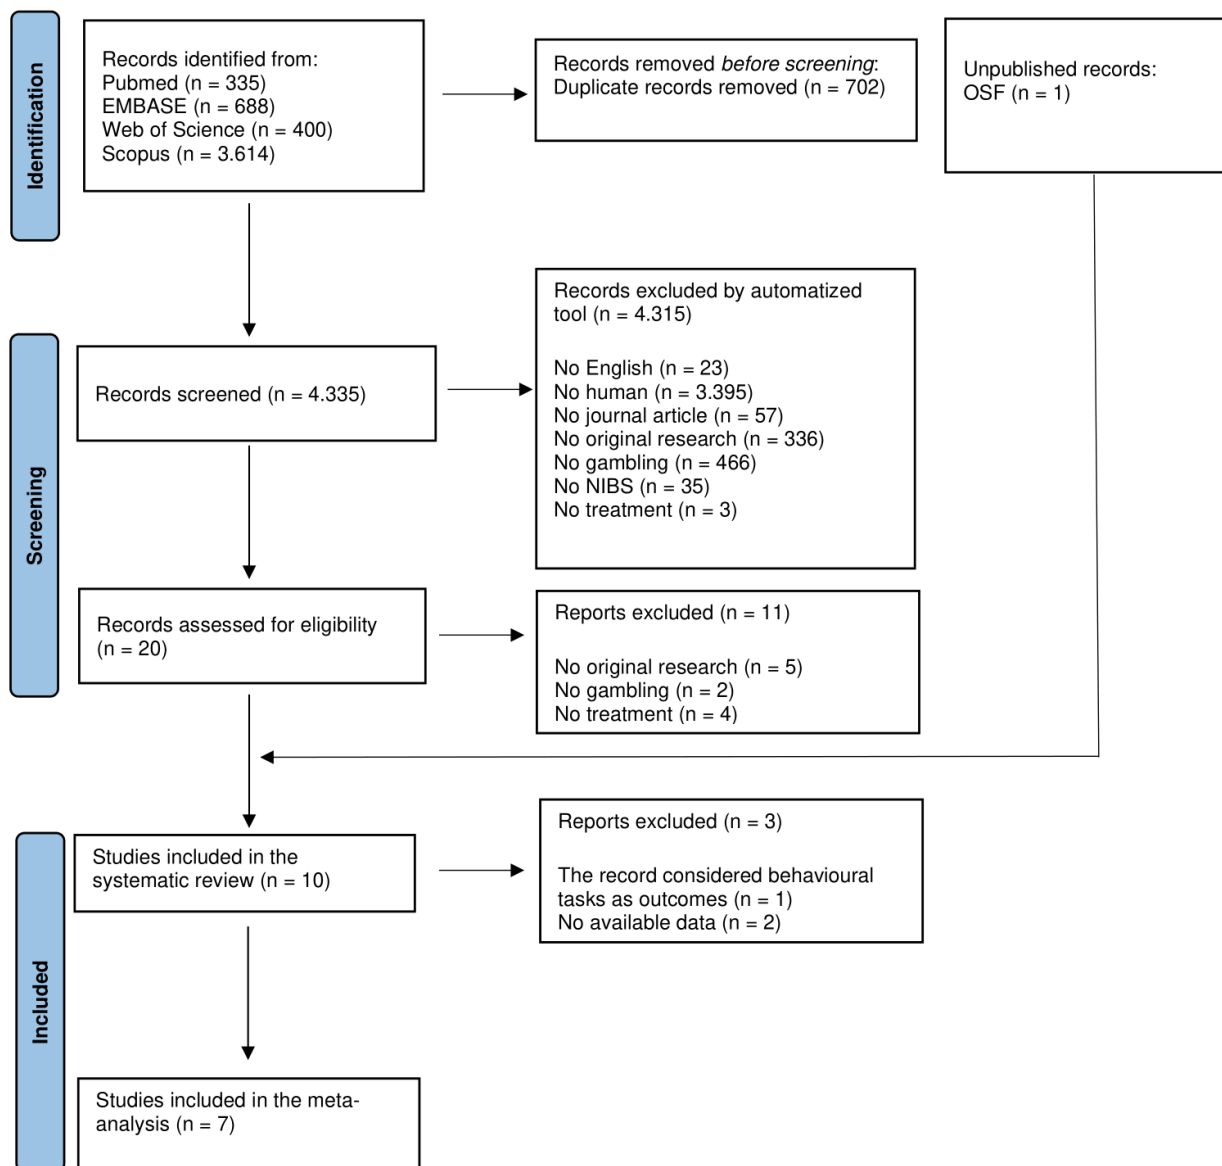 Identification
Records identified from:
Pubmed (n = 335)
EMBASE (n = 688)
Web of Science (n = 400)
Scopus (n = 3.614)
Records removed before screening:
Duplicate records removed (n = 702)
Unpublished records:
OSF (n = 1)
Screening
Records screened (n = 4.335)
Records excluded by automatized
tool (n = 4.315)
No English (n = 23)
No human (n = 3.395)
No journal article (n = 57)
No original research (n = 336)
No gambling (n = 466)
No NIBS (n = 35)
No treatment (n = 3)
Records assessed for eligibility
(n = 20)
Reports excluded (n = 11)
No original research (n = 5)
No gambling (n = 2)
No treatment (n = 4)
Included
Studies included in the
systematic review (n = 10)
Reports excluded (n = 3)
The record considered behavioural
tasks as outcomes (n = 1)
No available data (n = 2)
Studies included in the meta-
analysis (n = 7)